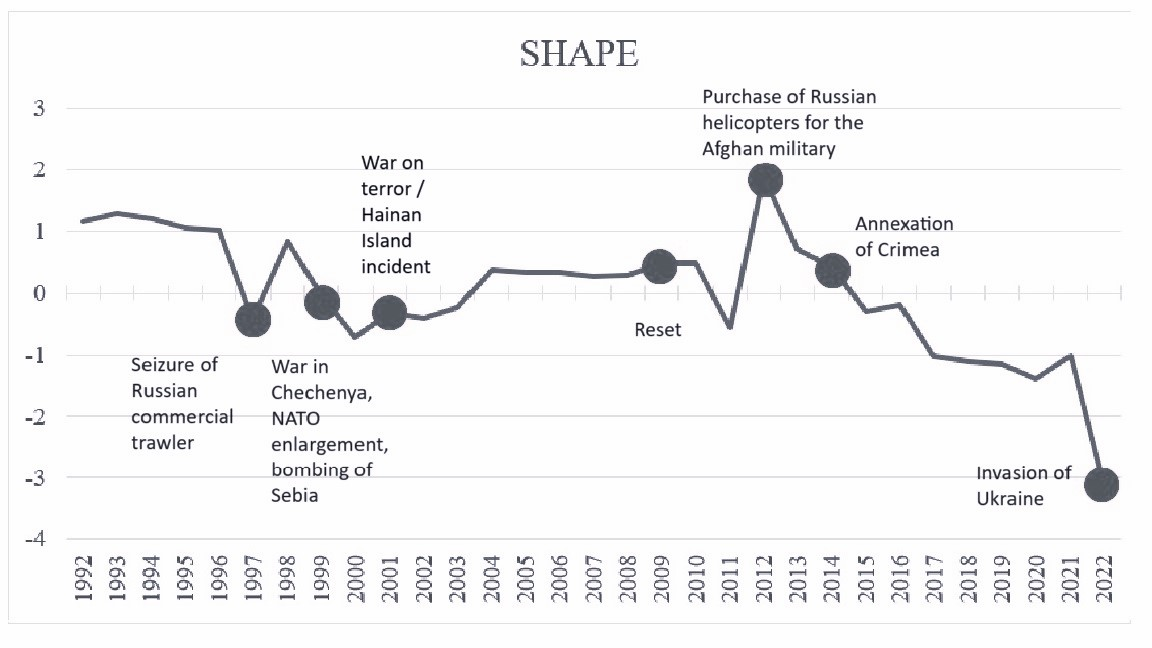 SHAPE
3
2
1
0
-1
-2
-3
-4
Purchase of Russian
helicopters for the
Afghan military
War on
terror /
Hainan
Island
incident
Annexation
of Crimea
Reset
Seizure of
Russian
commercial
trawler
War in
Chechenya,
NATO
enlargement,
bombing of
Sebia
Invasion of
Ukraine
1992
1993
1994
1995
1996
1997
1998
1999
2000
2001
2002
2003
2004
2005
2006
2007
2008
2009
2010
2011
2012
2013
2014
2015
2016
2017
2018
2019
2020
2021
2022